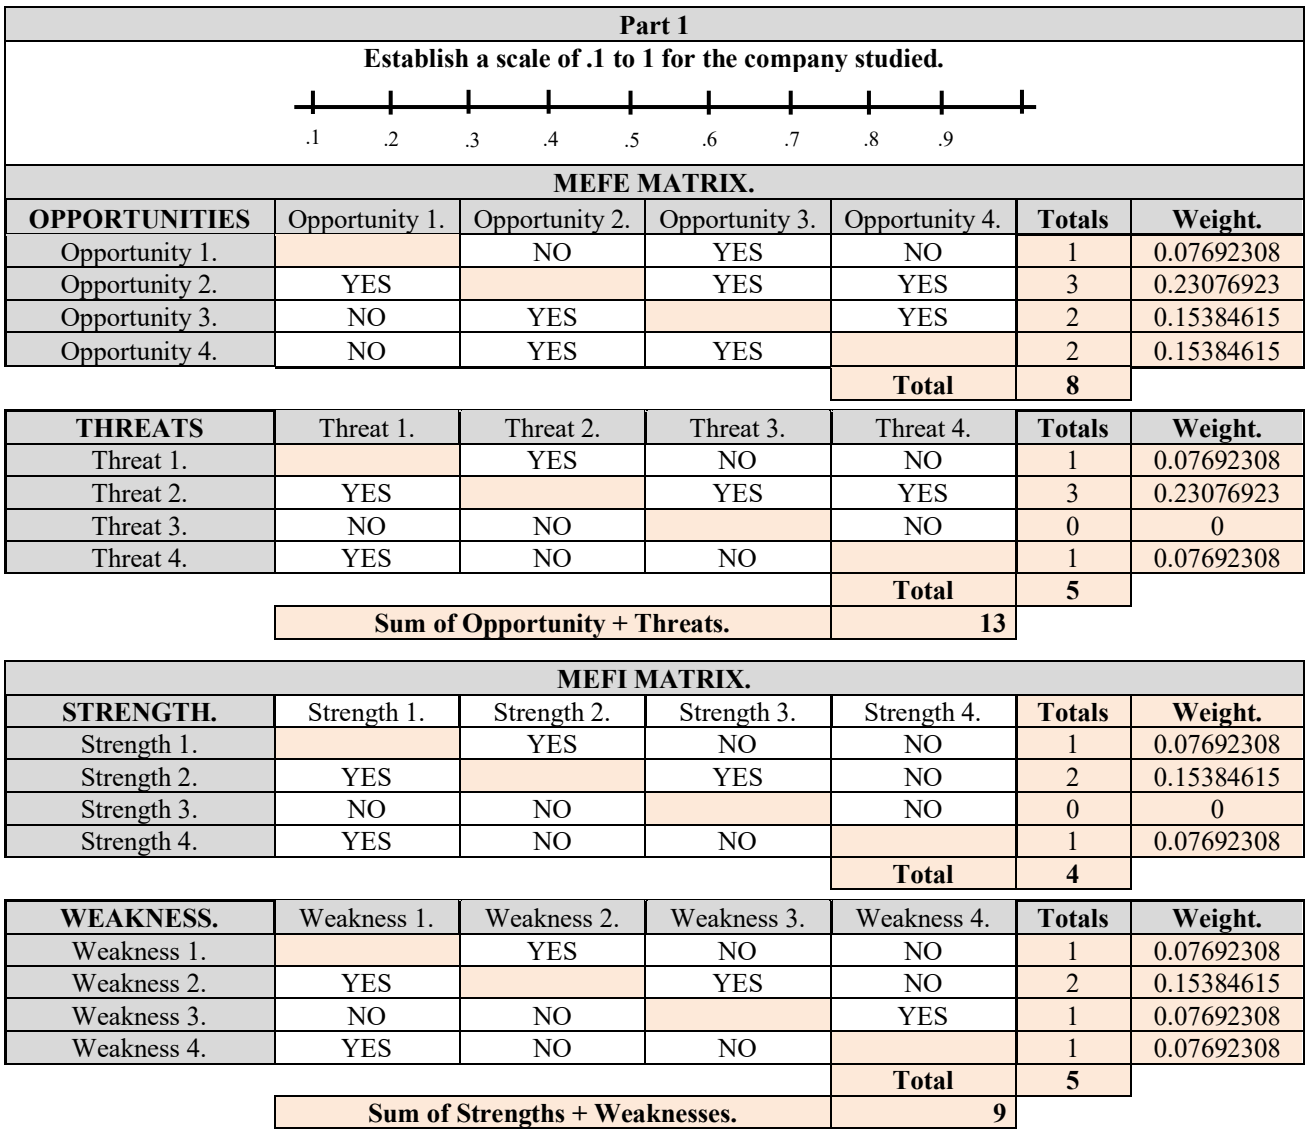 Part 1
Establish a scale of .1 to 1 for the company studied.
.1 .2 .3 .4 .5 .6 .7 .8 .9
MEFE MATRIX.
OPPORTUNITIES Opportunity 1. Opportunity 2. Opportunity 3. Opportunity 4. Totals Weight.
Opportunity 1. NO YES NO 1 0.07692308
Opportunity 2. YES YES YES 3 0.23076923
Opportunity 3. NO YES YES 2 0.15384615
Opportunity 4. NO YES YES 2 0.15384615
Total 8
THREATS Threat 1. Threat 2. Threat 3. Threat 4. Totals Weight.
Threat 1. YES NO NO 1 0.07692308
Threat 2. YES YES YES 3 0.23076923
Threat 3. NO NO NO 0 0
Threat 4. YES NO NO 1 0.07692308
Total 5
Sum of Opportunity + Threats. 13
MEFI MATRIX.
STRENGTH. Strength 1. Strength 2. Strength 3. Strength 4. Totals Weight.
Strength 1. YES NO NO 1 0.07692308
Strength 2. YES YES NO 2 0.15384615
Strength 3. NO NO NO 0 0
Strength 4. YES NO NO 1 0.07692308
Total 4
WEAKNESS. Weakness 1. Weakness 2. Weakness 3. Weakness 4. Totals Weight.
Weakness 1. YES NO NO 1 0.07692308
Weakness 2. YES YES NO 2 0.15384615
Weakness 3. NO NO YES 1 0.07692308
Weakness 4. YES NO NO 1 0.07692308
Total 5
Sum of Strengths + Weaknesses. 9